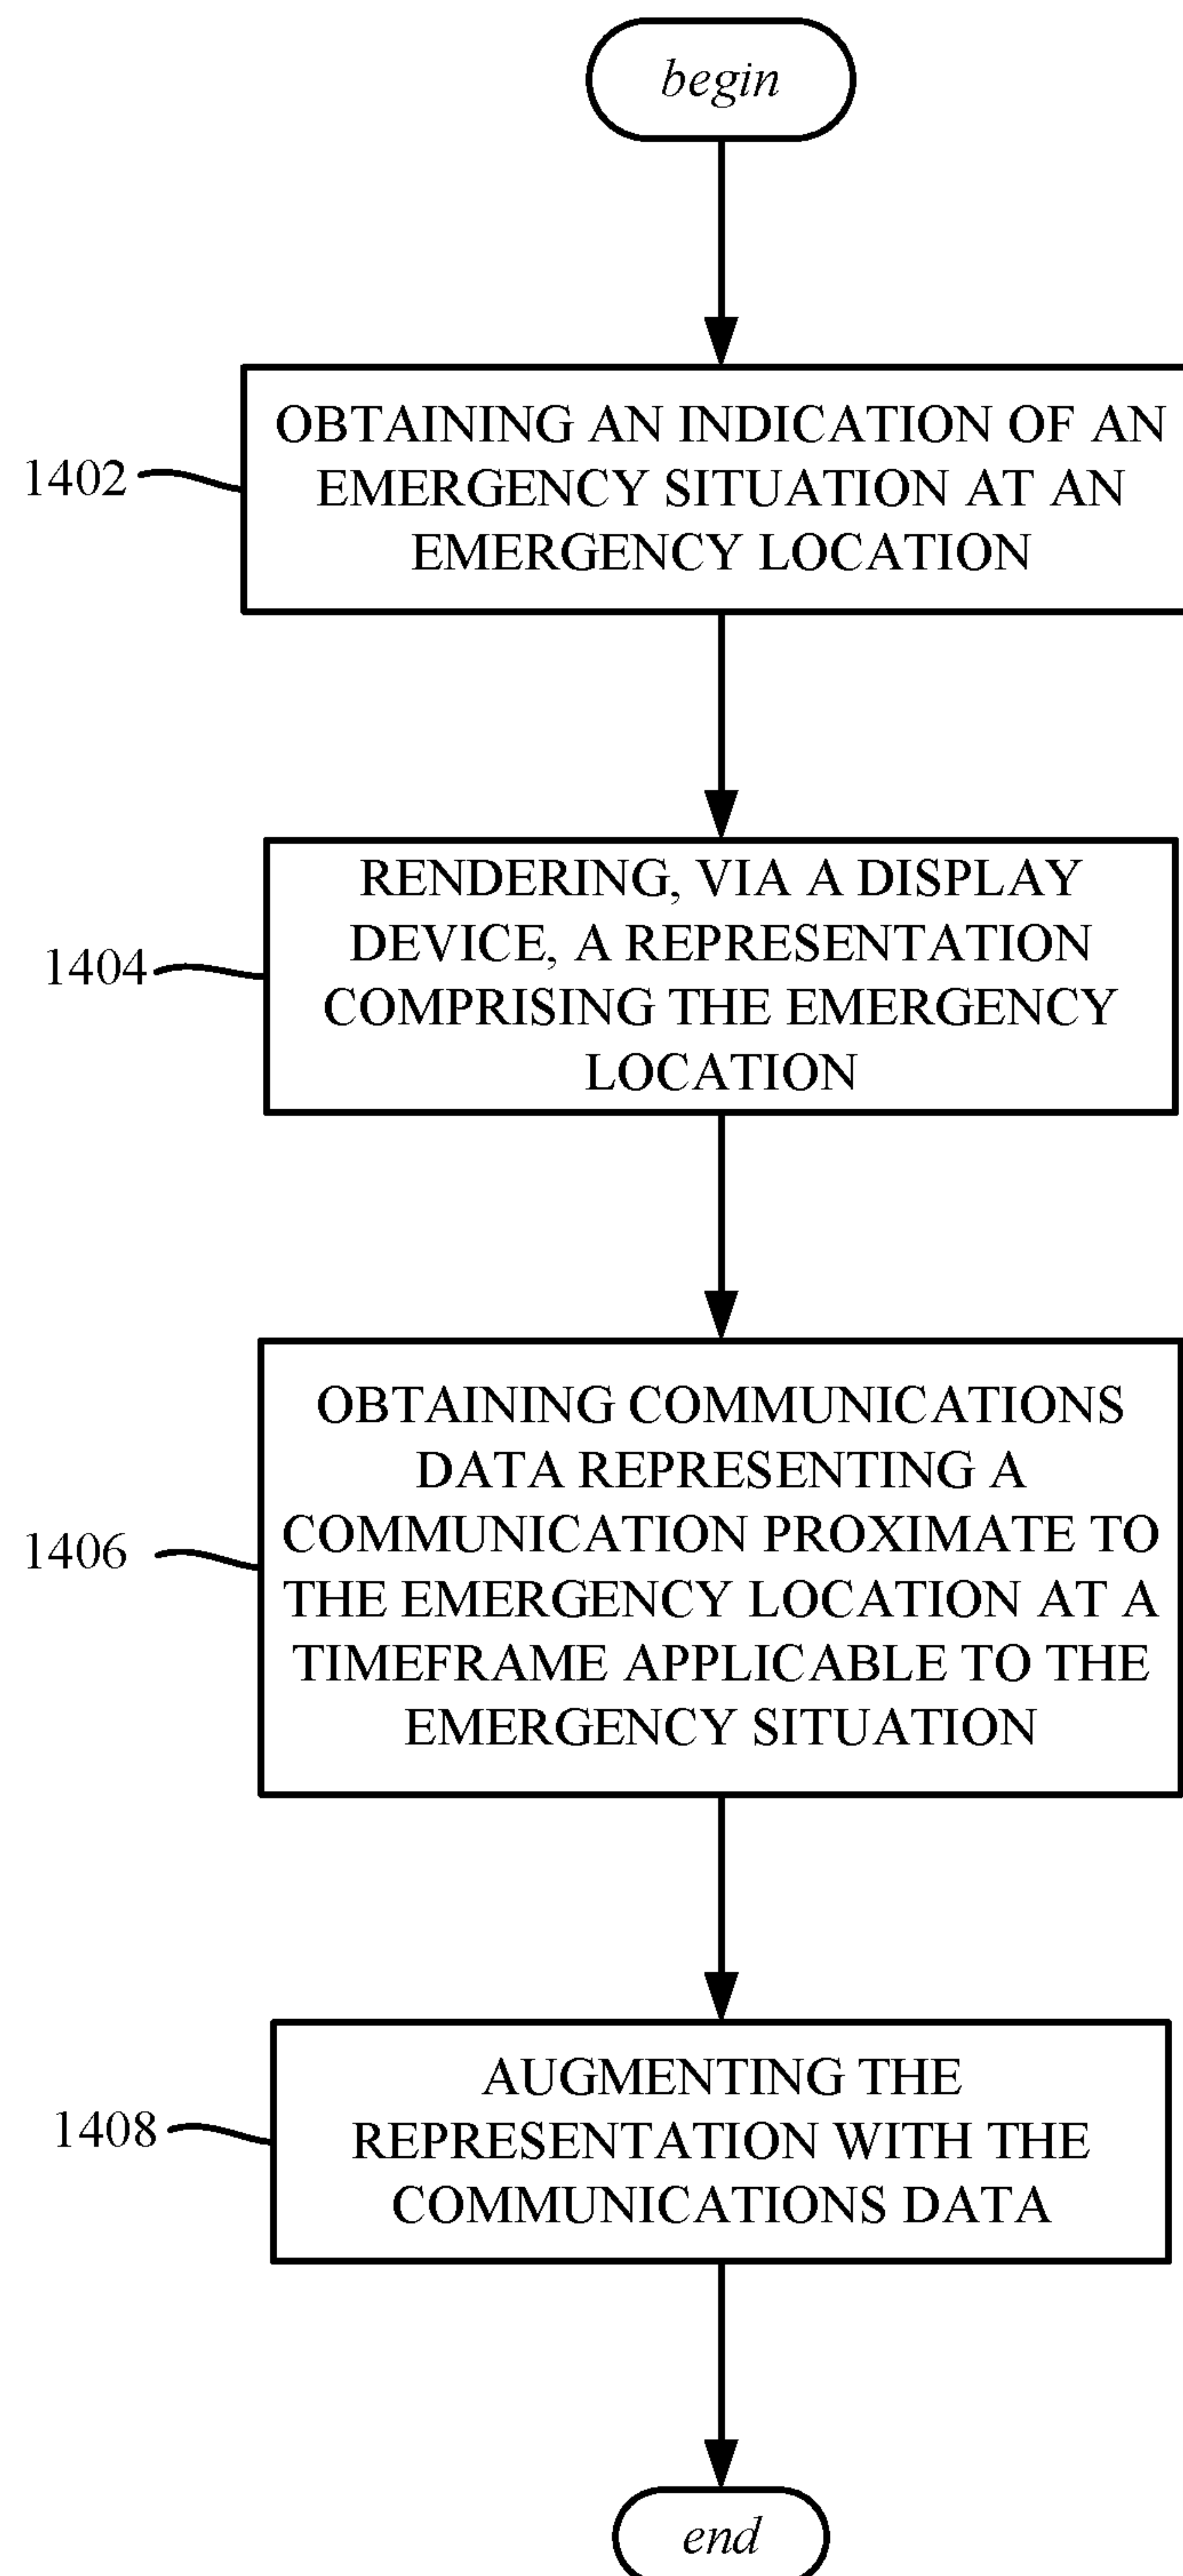 begin
1402
OBTAINING AN INDICATION OF AN
EMERGENCY SITUATION AT AN
EMERGENCY LOCATION
1404
RENDERING, VIA A DISPLAY
DEVICE, A REPRESENTATION
COMPRISING THE EMERGENCY
LOCATION
1406
OBTAINING COMMUNICATIONS
DATA REPRESENTING A
COMMUNICATION PROXIMATE TO
THE EMERGENCY LOCATION AT A
TIMEFRAME APPLICABLE TO THE
EMERGENCY SITUATION
1408
AUGMENTING THE
REPRESENTATION WITH THE
COMMUNICATIONS DATA
end